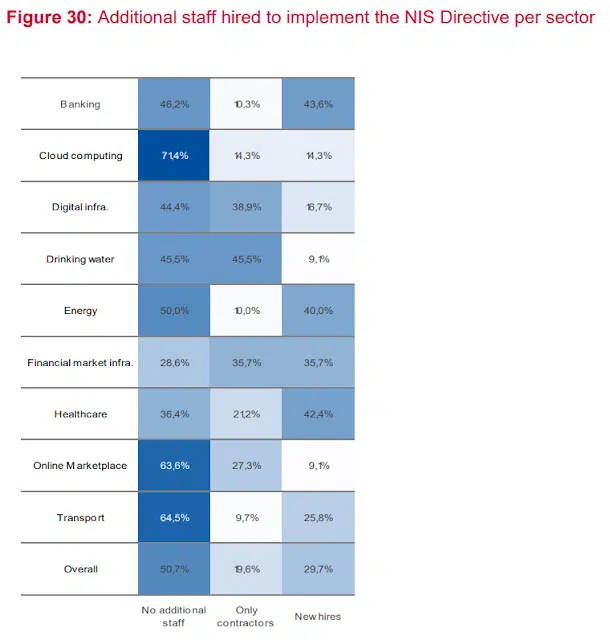 Figure 30: Additional staff hired to implement the NIS Directive per sector
Banking 46,2% 10,3% 43,6%
Cloud computing 71,4% 14,3% 14,3%
Digital infra. 44,4% 38,9% 16,7%
Drinking water 45,5% 45,5% 9,1%
Energy 50,0% 10,0% 40,0%
Financial market infra. 28,6% 35,7% 35,7%
Healthcare 36,4% 21,2% 42,4%
Online Marketplace 63,6% 27,3% 9,1%
Transport 64,5% 9,7% 25,8%
Overall 50,7% 19,6% 29,7%
No additional Only New hires
staff contractors